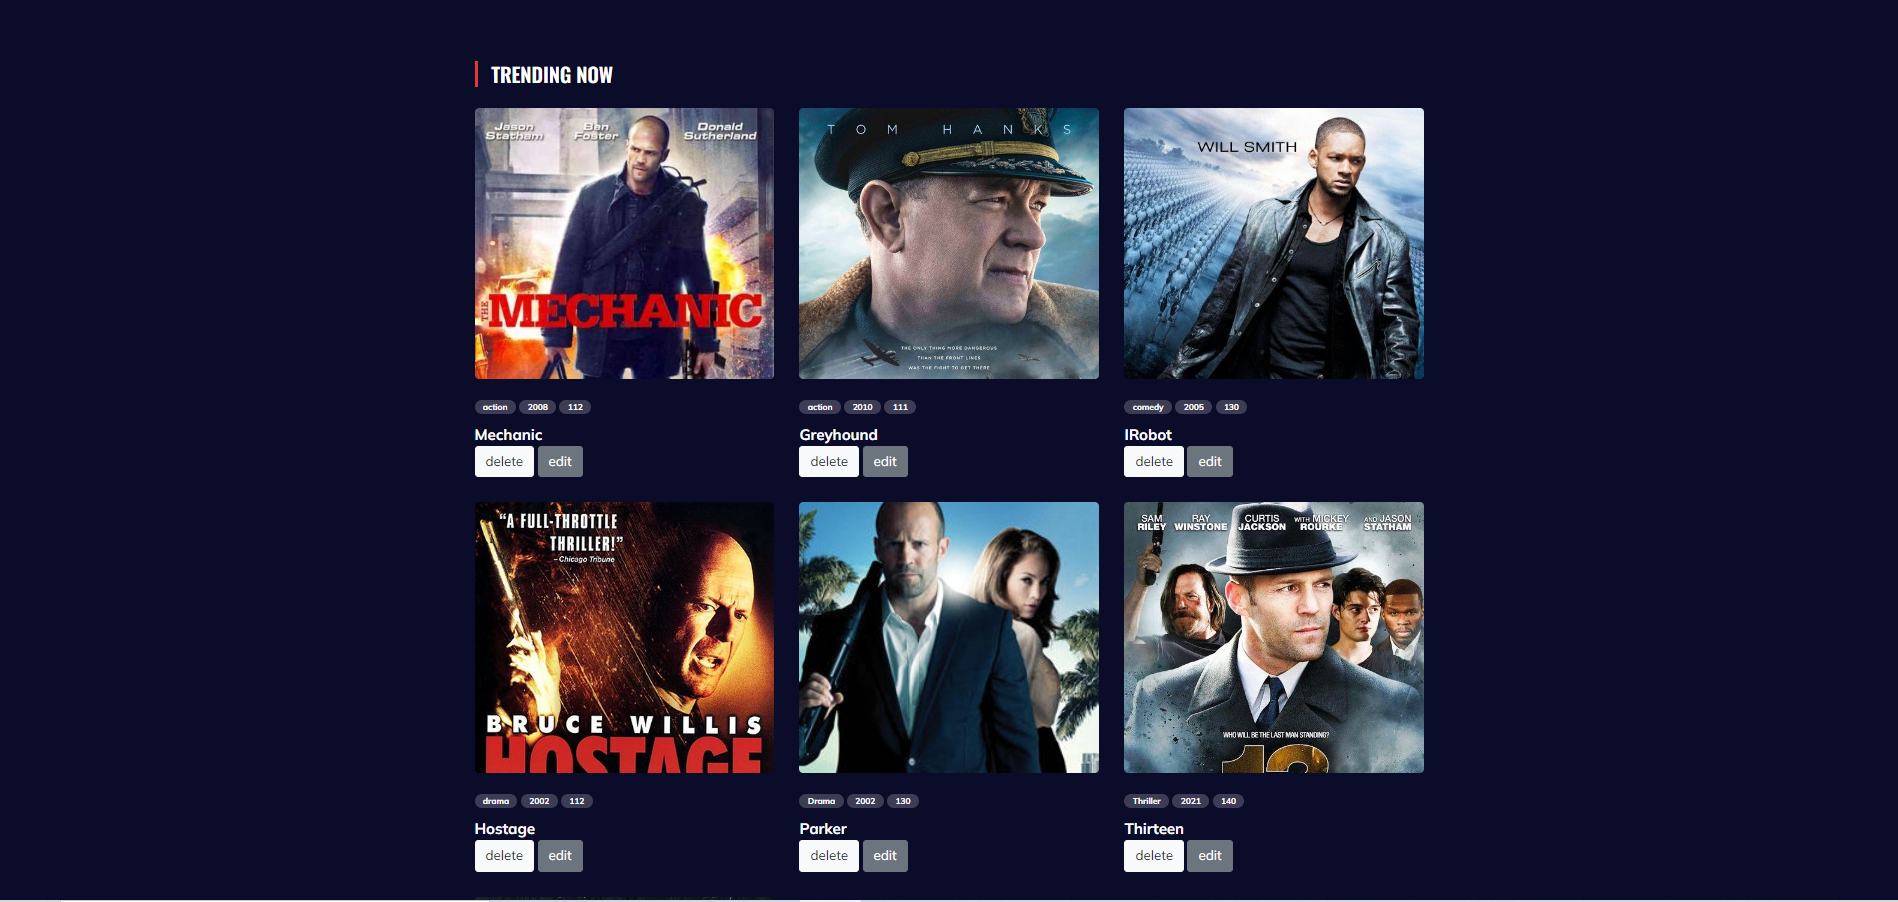 TRENDING NOW
Jason Statham
Ben Foster
Donald Sutherland
THE MECHANIC
TOM HANKS
THE ONLY THING MORE DANGEROUS
THAN THE FRONT LINES
WAS THE FIGHT TO GET THERE
WILL SMITH
action 2008 112
Mechanic
delete edit
action 2010 111
Greyhound
delete edit
comedy 2005 130
IRobot
delete edit
“A FULL-THROTTLE
THRILLER!”
– Chicago Tribune
BRUCE WILLIS
HOSTAGE
SAM RILEY
RAY WINSTONE
CURTIS JACKSON
WITH MICKEY ROURKE
AND JASON STATHAM
WHO WILL BE THE LAST MAN STANDING?
13
drama 2002 112
Hostage
delete edit
Drama 2002 130
Parker
delete edit
Thriller 2021 140
Thirteen
delete edit